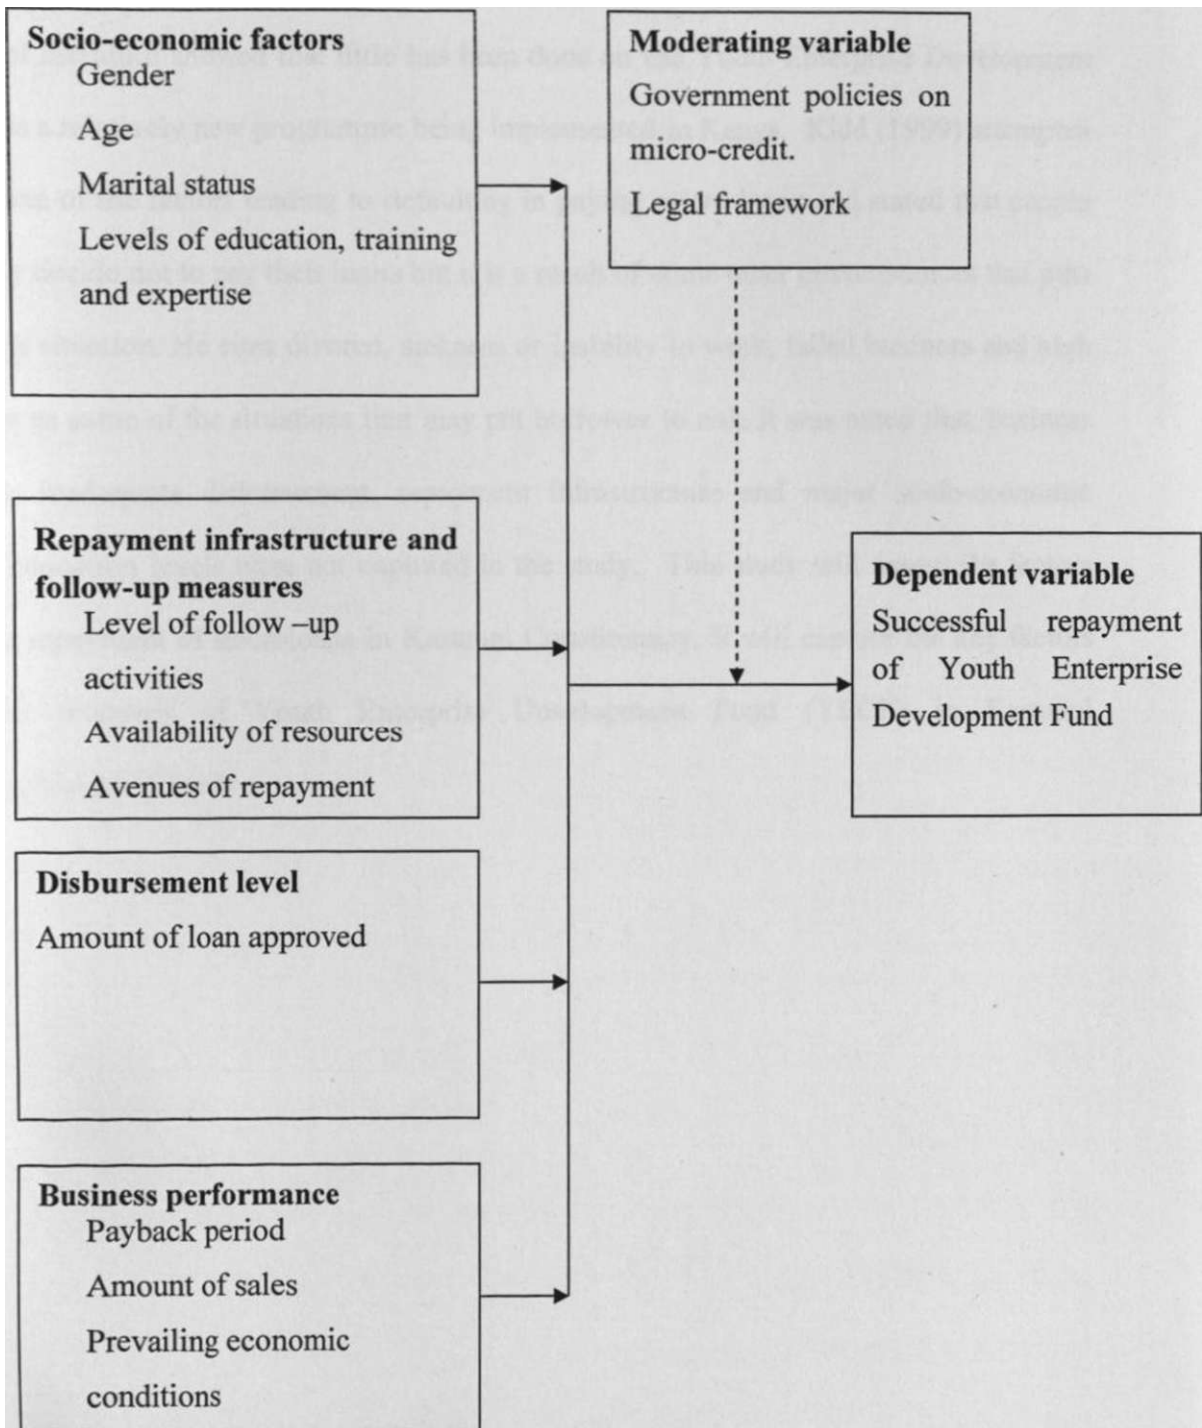 Socio-economic factors
Gender
Age
Marital status
Levels of education, training
and expertise
Moderating variable
Government policies on
micro-credit.
Legal framework
Repayment infrastructure and
follow-up measures
Level of follow –up
activities
Availability of resources
Avenues of repayment
Dependent variable
Successful repayment
of Youth Enterprise
Development Fund
Disbursement level
Amount of loan approved
Business performance
Payback period
Amount of sales
Prevailing economic
conditions